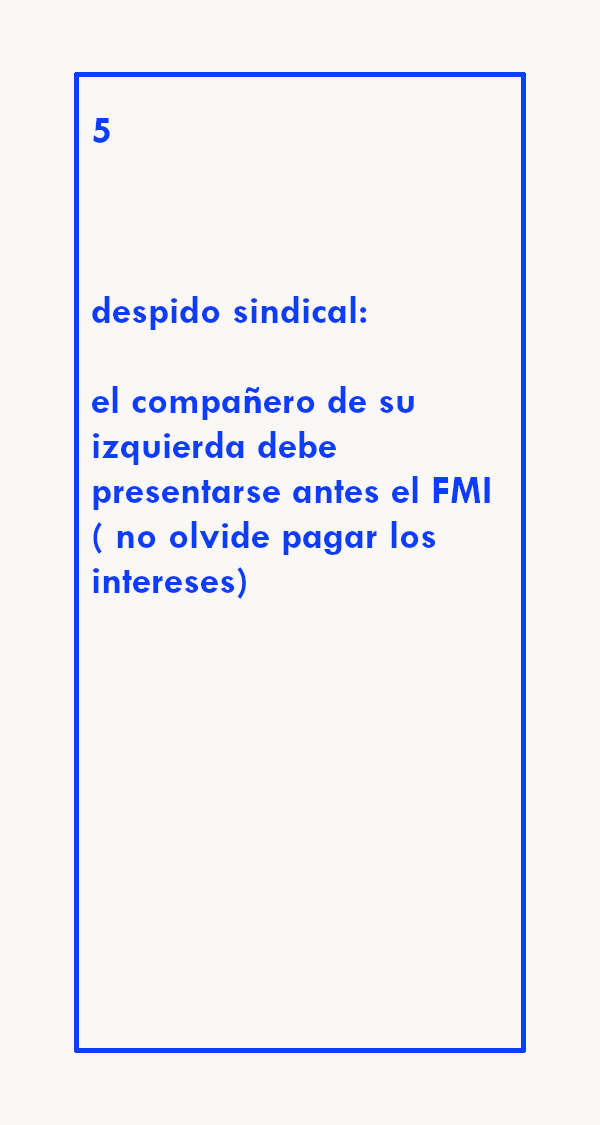 5
despido sindical:
el compañero de su
izquierda debe
presentarse antes el FMI
( no olvide pagar los
intereses)